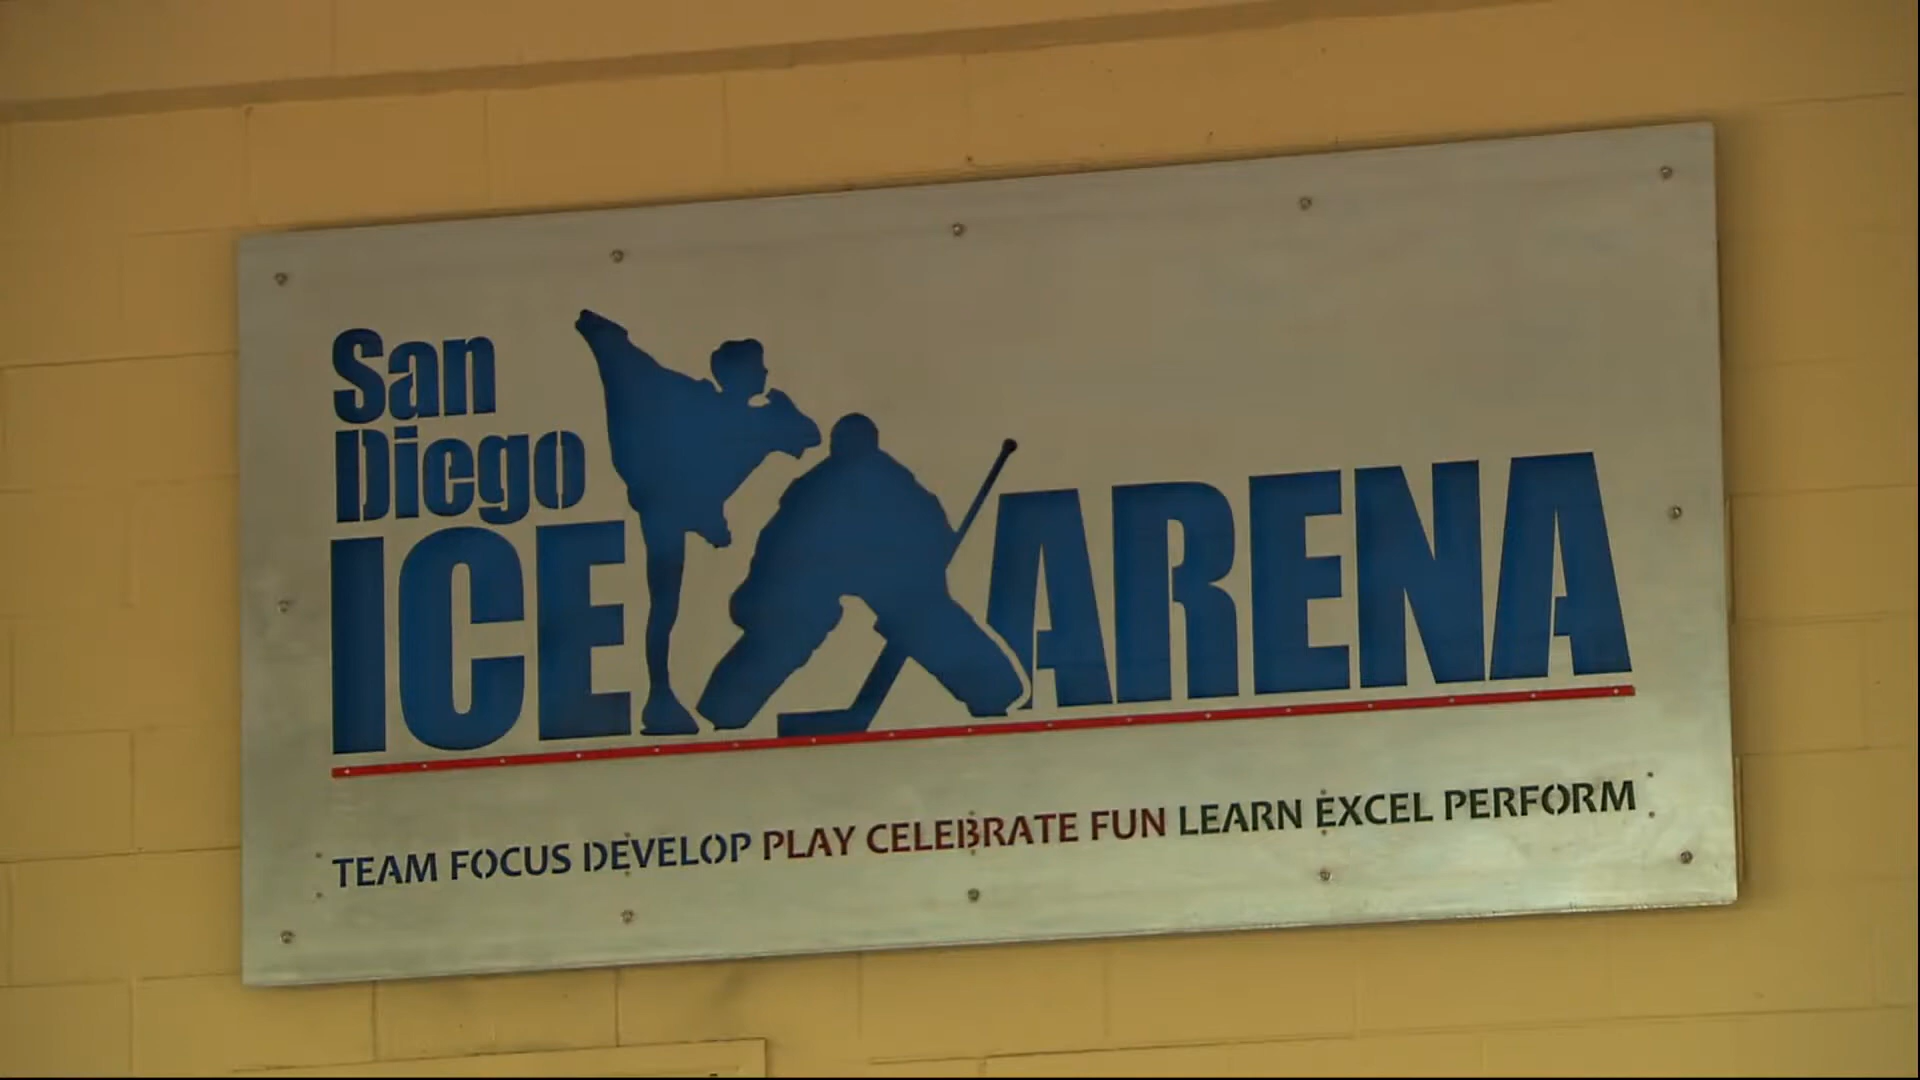 San
Diego
ICE ARENA
TEAM FOCUS DEVELOP PLAY CELEBRATE FUN LEARN EXCEL PERFORM